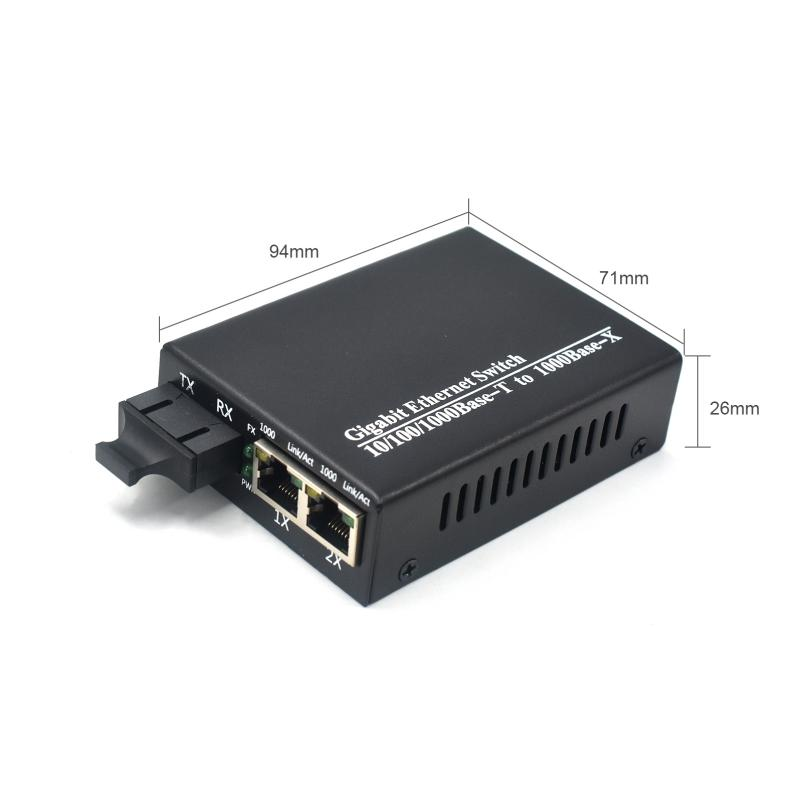 94mm
71mm
26mm
Gigabit Ethernet Switch
10/100/1000Base-T to 1000Base-X
TX
RX
FX
1000
Link/Act
1000
Link/Act
PW
1X
2X